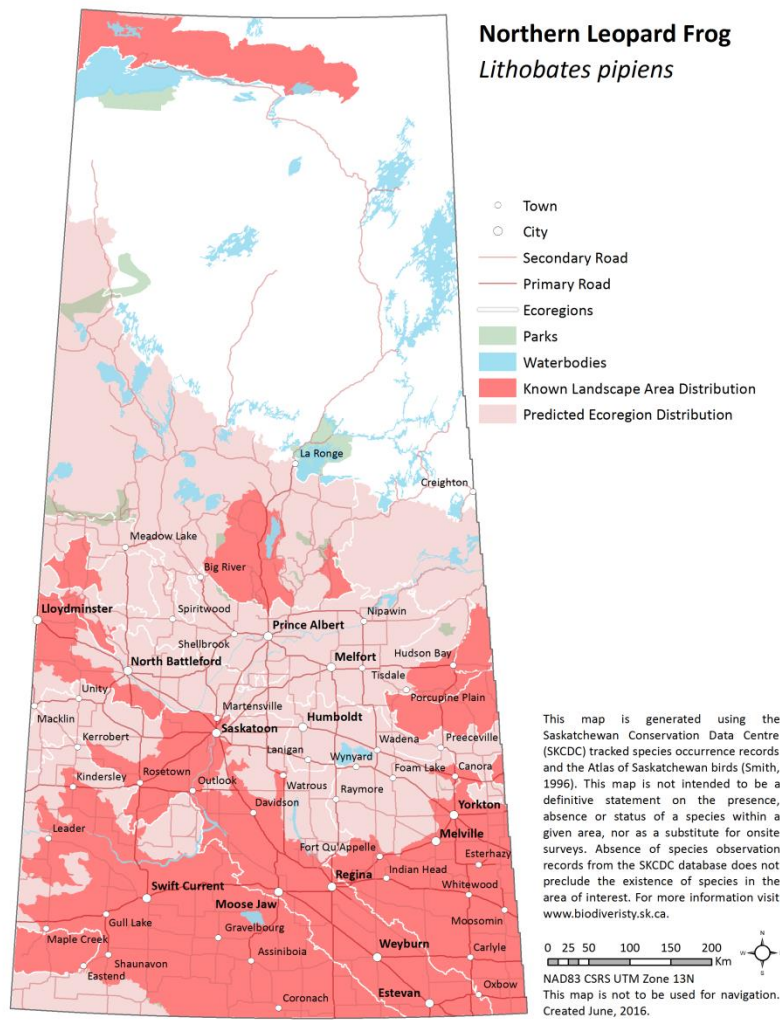 Northern Leopard Frog
Lithobates pipiens
Town
City
Secondary Road
Primary Road
Ecoregions
Parks
Waterbodies
Known Landscape Area Distribution
Predicted Ecoregion Distribution
La Ronge
Creighton
Meadow Lake
Big River
Lloydminster
Spiritwood
Nipawin
Prince Albert
Shellbrook
North Battleford
Melfort
Hudson Bay
Tisdale
Unity
Porcupine Plain
Macklin
Martensville
Humboldt
Saskatoon
Kerrobert
Lanigan
Wadena
Preeceville
Wynyard
Kindersley
Rosetown
Outlook
Watrous
Raymore
Foam Lake
Canora
Davidson
Yorkton
Leader
Melville
Fort Qu'Appelle
Esterhazy
Indian Head
Regina
Swift Current
Whitewood
Moose Jaw
Gull Lake
Gravelbourg
Moosomin
Maple Creek
Shaunavon
Assiniboia
Weyburn
Carlyle
Eastend
Oxbow
Coronach
Estevan
This map is generated using the
Saskatchewan Conservation Data Centre
(SKCDC) tracked species occurrence records
and the Atlas of Saskatchewan birds (Smith,
1996). This map is not intended to be a
definitive statement on the presence,
absence or status of a species within a
given area, nor as a substitute for onsite
surveys. Absence of species observation
records from the SKCDC database does not
preclude the existence of species in the
area of interest. For more information visit
www.biodiveristy.sk.ca.
0 25 50 100 150 200
Km
N
W
E
S
NAD83 CSRS UTM Zone 13N
This map is not to be used for navigation.
Created June, 2016.